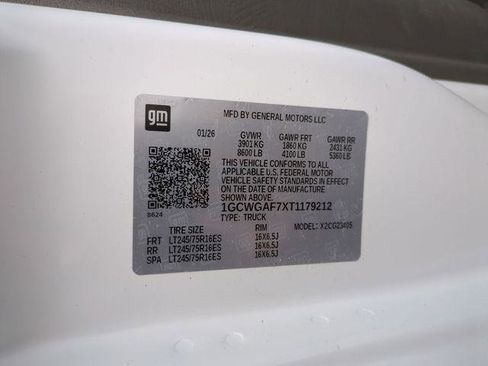 gm
MFD BY GENERAL MOTORS LLC
01/26 GVWR GAWR FRT GAWR RR
3901 KG 1860 KG 2431 KG
8600 LB 4100 LB 5360 LB
THIS VEHICLE CONFORMS TO ALL
APPLICABLE U.S. FEDERAL MOTOR
VEHICLE SAFETY STANDARDS IN EFFECT
ON THE DATE OF MANUFACTURE SHOWN ABOVE.
1GCWGAF7XT1179212
8624 TYPE: TRUCK
MODEL: X2CG23405
TIRE SIZE RIM
FRT LT245/75R16ES 16X6.5J
RR LT245/75R16ES 16X6.5J
SPA LT245/75R16ES 16X6.5J